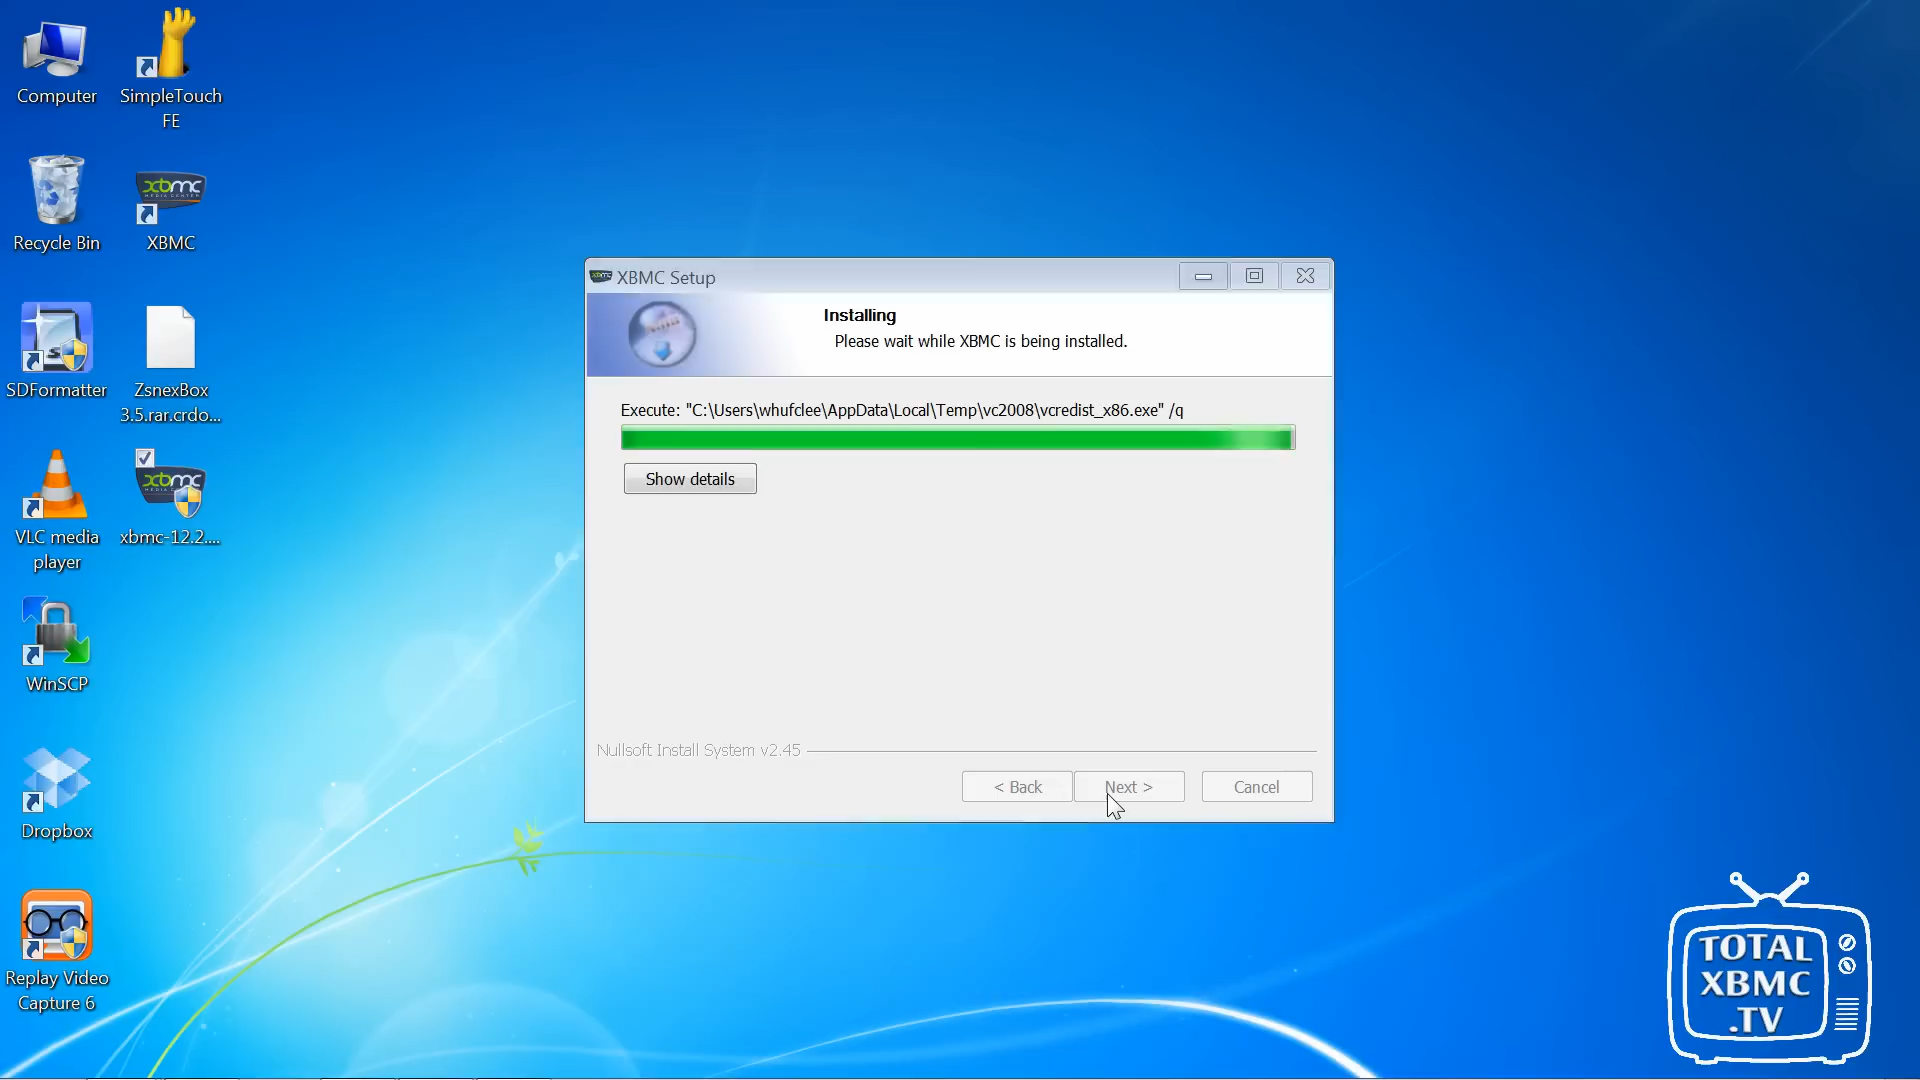 Computer
SimpleTouch
FE
Recycle Bin
XBMC
SDFormatter
ZsnexBox
3.5.rar.crdo...
VLC media
player
xbmc-12.2....
WinSCP
Dropbox
Replay Video
Capture 6
XBMC Setup
Installing
Please wait while XBMC is being installed.
Execute: "C:\Users\whufclee\AppData\Local\Temp\vc2008\vcredist_x86.exe" /q
Show details
Nullsoft Install System v2.45
< Back
Next >
Cancel
TOTAL
XBMC
.TV